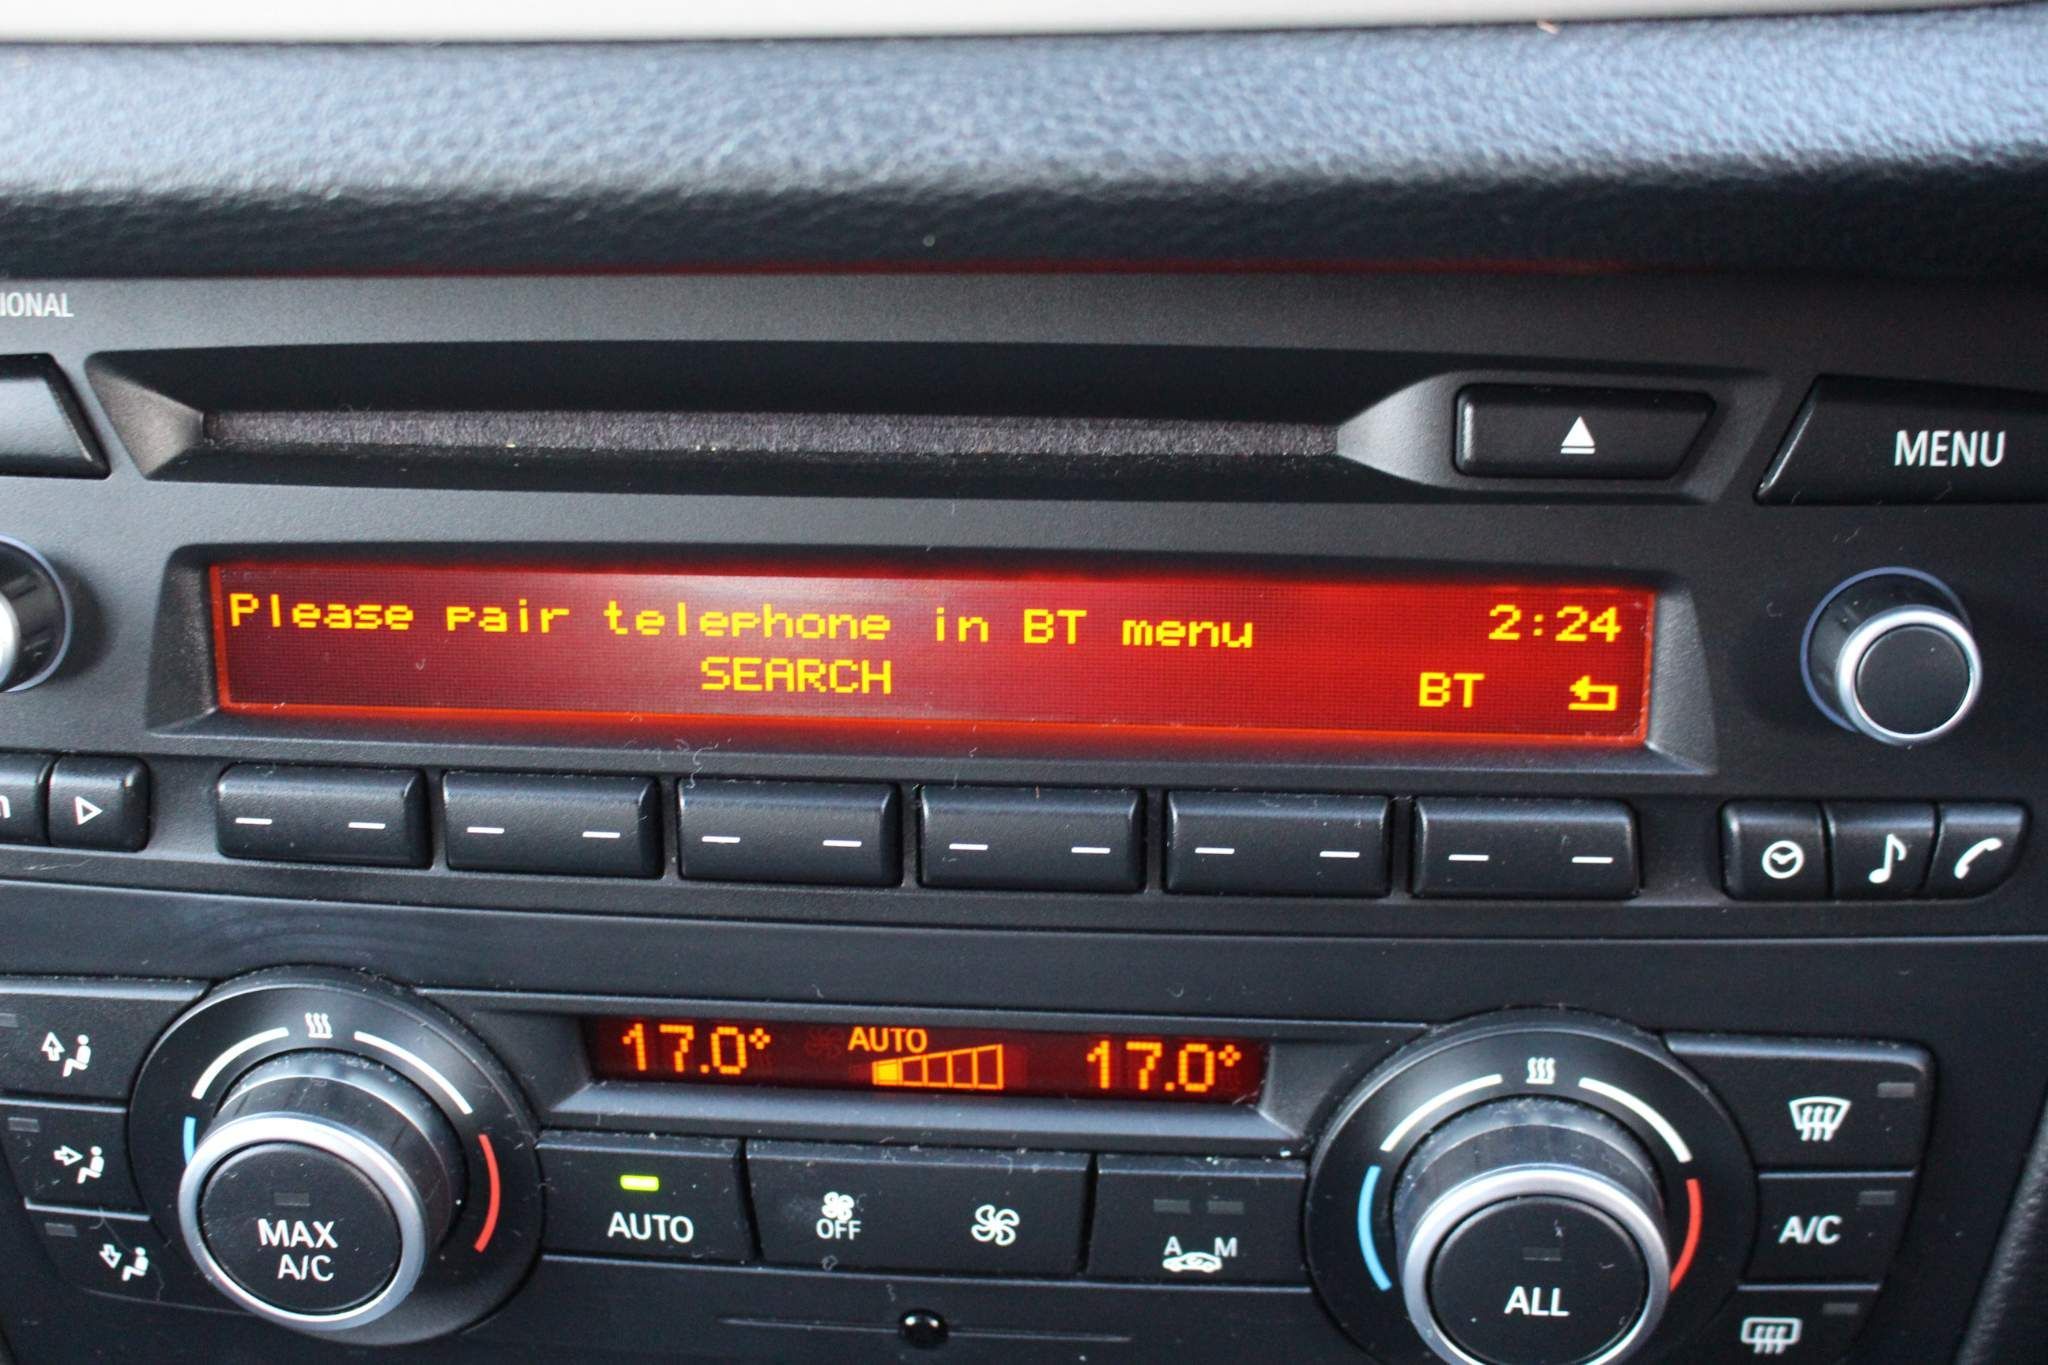 IONAL
MENU
Please pair telephone in BT menu 2:24
SEARCH BT
17.0° AUTO 17.0°
MAX
A/C
AUTO
OFF
A M
ALL
A/C